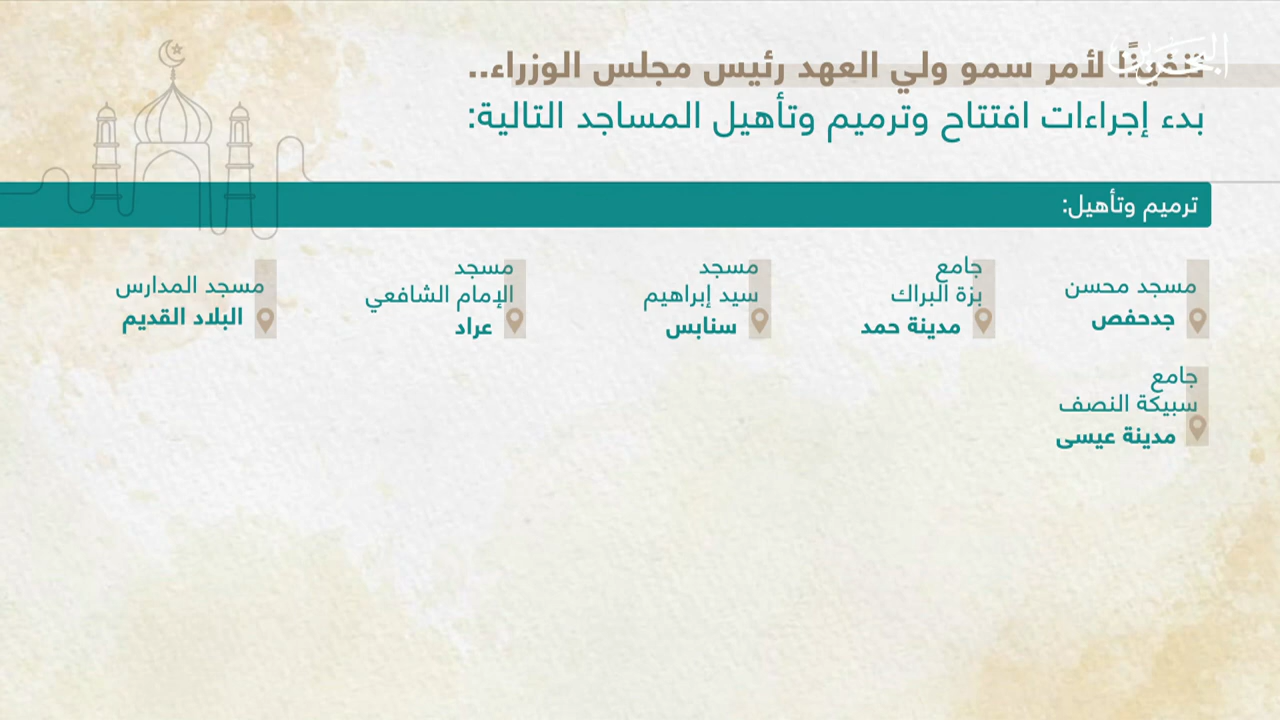 البحرين
تنفيذًا لأمر سمو ولي العهد رئيس مجلس الوزراء..
بدء إجراءات افتتاح وترميم وتأهيل المساجد التالية:
ترميم وتأهيل:
مسجد محسن
جدحفص
جامع
بزة البراك
مدينة حمد
مسجد
سيد إبراهيم
سنابس
مسجد
الإمام الشافعي
عراد
مسجد المدارس
البلاد القديم
جامع
سبيكة النصف
مدينة عيسى